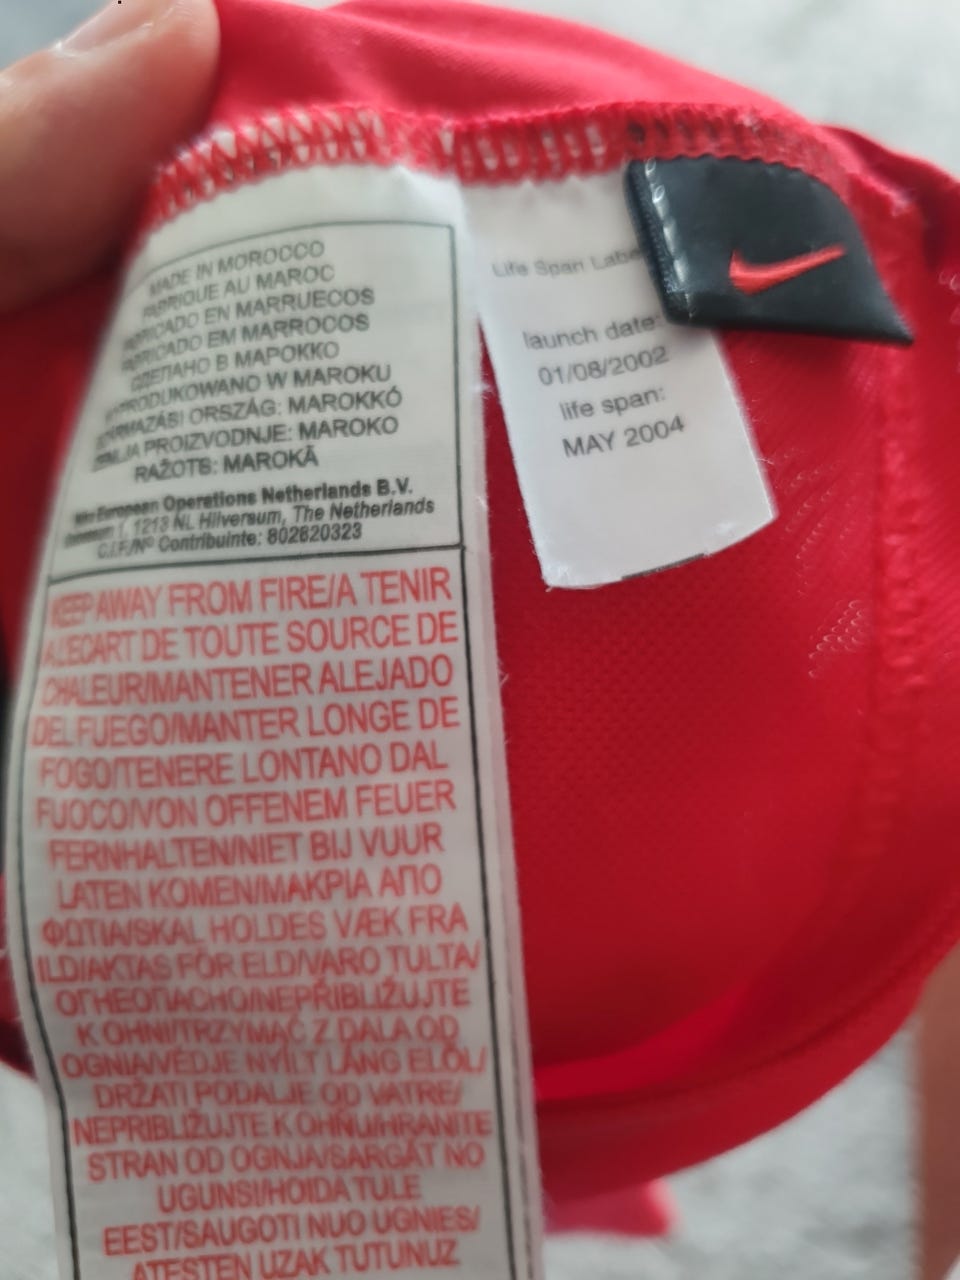 MADE IN MOROCCO
FABRIQUE AU MAROC
FABRICADO EN MARRUECOS
FABRICADO EM MARROCOS
СДЕЛАНО В МАРОККО
WYPRODUKOWANO W MAROKU
SZÁRMAZÁSI ORSZÁG: MAROKKÓ
ZEMLJA PROIZVODNJE: MAROKO
RAŽOTS: MAROKĀ
European Operations Netherlands B.V.
1, 1213 NL Hilversum, The Netherlands
C.I.F/Nº Contribuinte: 802620323
KEEP AWAY FROM FIRE/A TENIR
A L'ECART DE TOUTE SOURCE DE
CHALEUR/MANTENER ALEJADO
DEL FUEGO/MANTER LONGE DE
FOGO/TENERE LONTANO DAL
FUOCO/VON OFFENEM FEUER
FERNHALTEN/NIET BIJ VUUR
LATEN KOMEN/ΜΑΚΡΙΑ ΑΠΟ
ΦΩΤΙΑ/SKAL HOLDES VÆK FRA
ILD/AKTAS FÖR ELD/VARO TULTA/
ОГНЕОПАСНО/NEPŘIBLIŽUJTE
K OHNI/TRZYMAĆ Z DALA OD
OGNIA/VÉDJE NYÍLT LÁNG ELŐL/
DRŽATI PODALJE OD VATRE/
NEPRIBLIŽUJTE K OHŇU/HRANITE
STRAN OD OGNJA/SARGĀT NO
UGUNS!/HOIDA TULE
EEST/SAUGOTI NUO UGNIES/
ATESTEN UZAK TUTUNUZ
Life Span Label
launch date:
01/08/2002
life span:
MAY 2004